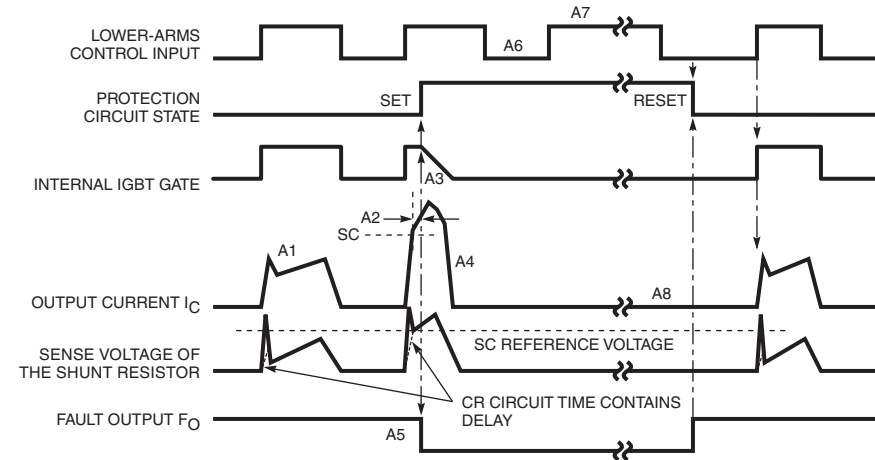 A7
LOWER-ARMS
CONTROL INPUT
A6
PROTECTION
CIRCUIT STATE
SET
RESET
INTERNAL IGBT GATE
A3
A2
SC
A1
A4
OUTPUT CURRENT IC
A8
SC REFERENCE VOLTAGE
SENSE VOLTAGE OF
THE SHUNT RESISTOR
CR CIRCUIT TIME CONTAINS
DELAY
FAULT OUTPUT FO
A5